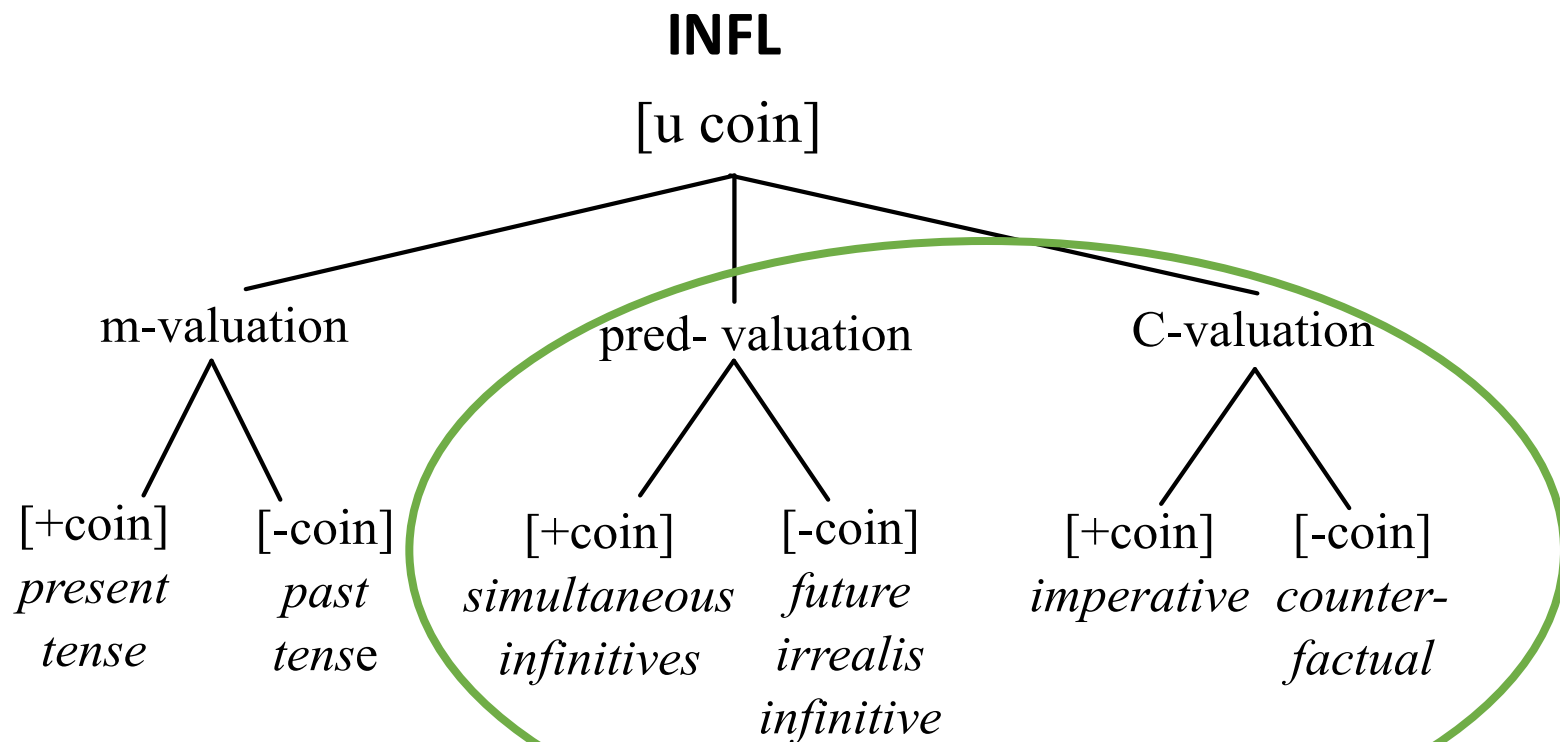 INFL
[u coin]
m-valuation
pred- valuation
C-valuation
[+coin]
present
tense
[-coin]
past
tense
[+coin]
simultaneous
infinitives
[-coin]
future
irrealis
infinitive
[+coin]
imperative
[-coin]
counter-
factual